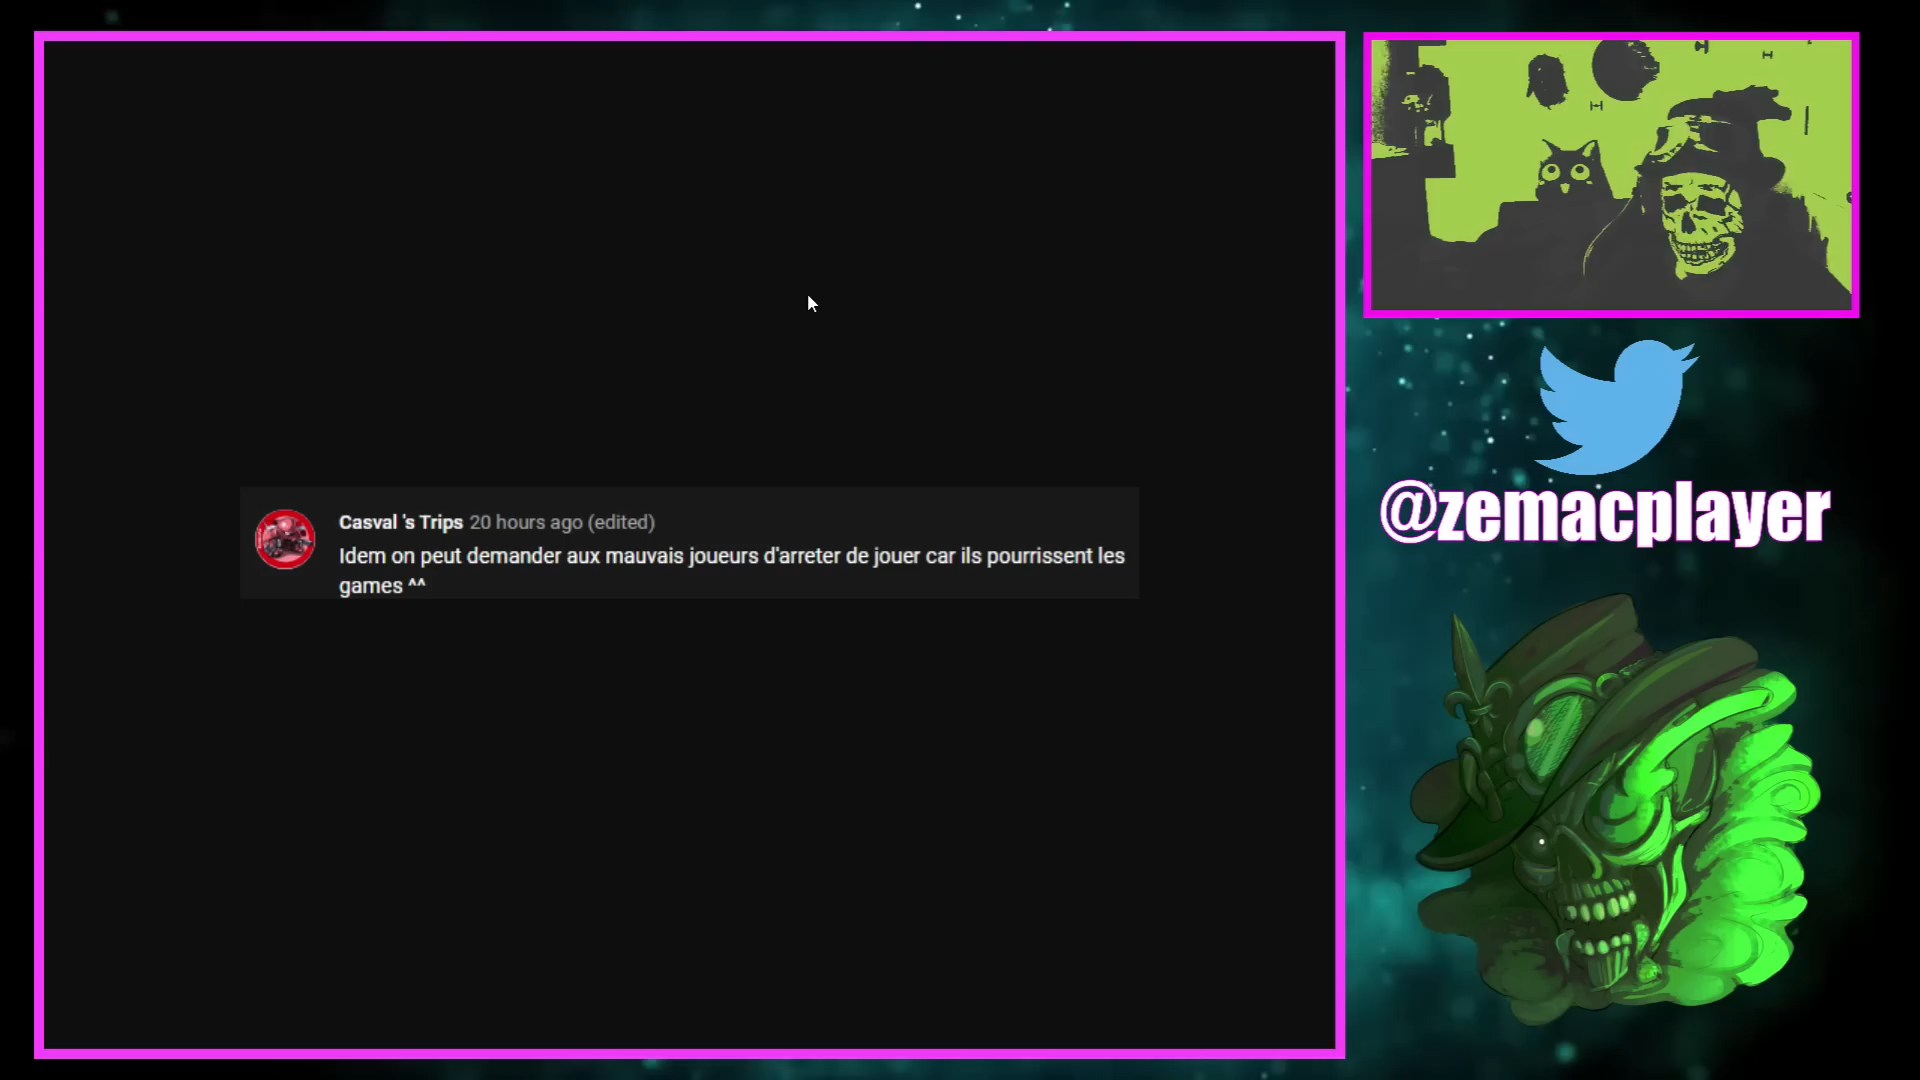 Casval 's Trips 20 hours ago (edited)
Idem on peut demander aux mauvais joueurs d'arreter de jouer car ils pourrissent les
games ^^
@zemacplayer